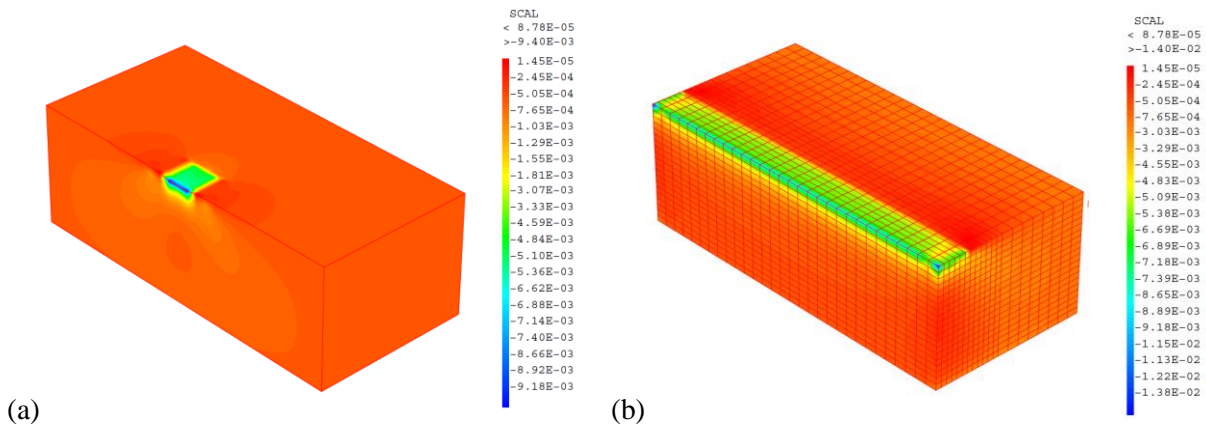 SCAL
< 8.78E-05
>-9.40E-03
1.45E-05
-2.45E-04
-5.05E-04
-7.65E-04
-1.03E-03
-1.29E-03
-1.55E-03
-1.81E-03
-3.07E-03
-3.33E-03
-4.59E-03
-4.84E-03
-5.10E-03
-5.36E-03
-6.62E-03
-6.88E-03
-7.14E-03
-7.40E-03
-8.66E-03
-8.92E-03
-9.18E-03
(a)
SCAL
< 8.78E-05
>-1.40E-02
1.45E-05
-2.45E-04
-5.05E-04
-7.65E-04
-3.03E-03
-3.29E-03
-4.55E-03
-4.83E-03
-5.09E-03
-5.38E-03
-6.69E-03
-6.89E-03
-7.18E-03
-7.39E-03
-8.65E-03
-8.89E-03
-9.18E-03
-1.15E-02
-1.13E-02
-1.22E-02
-1.38E-02
(b)